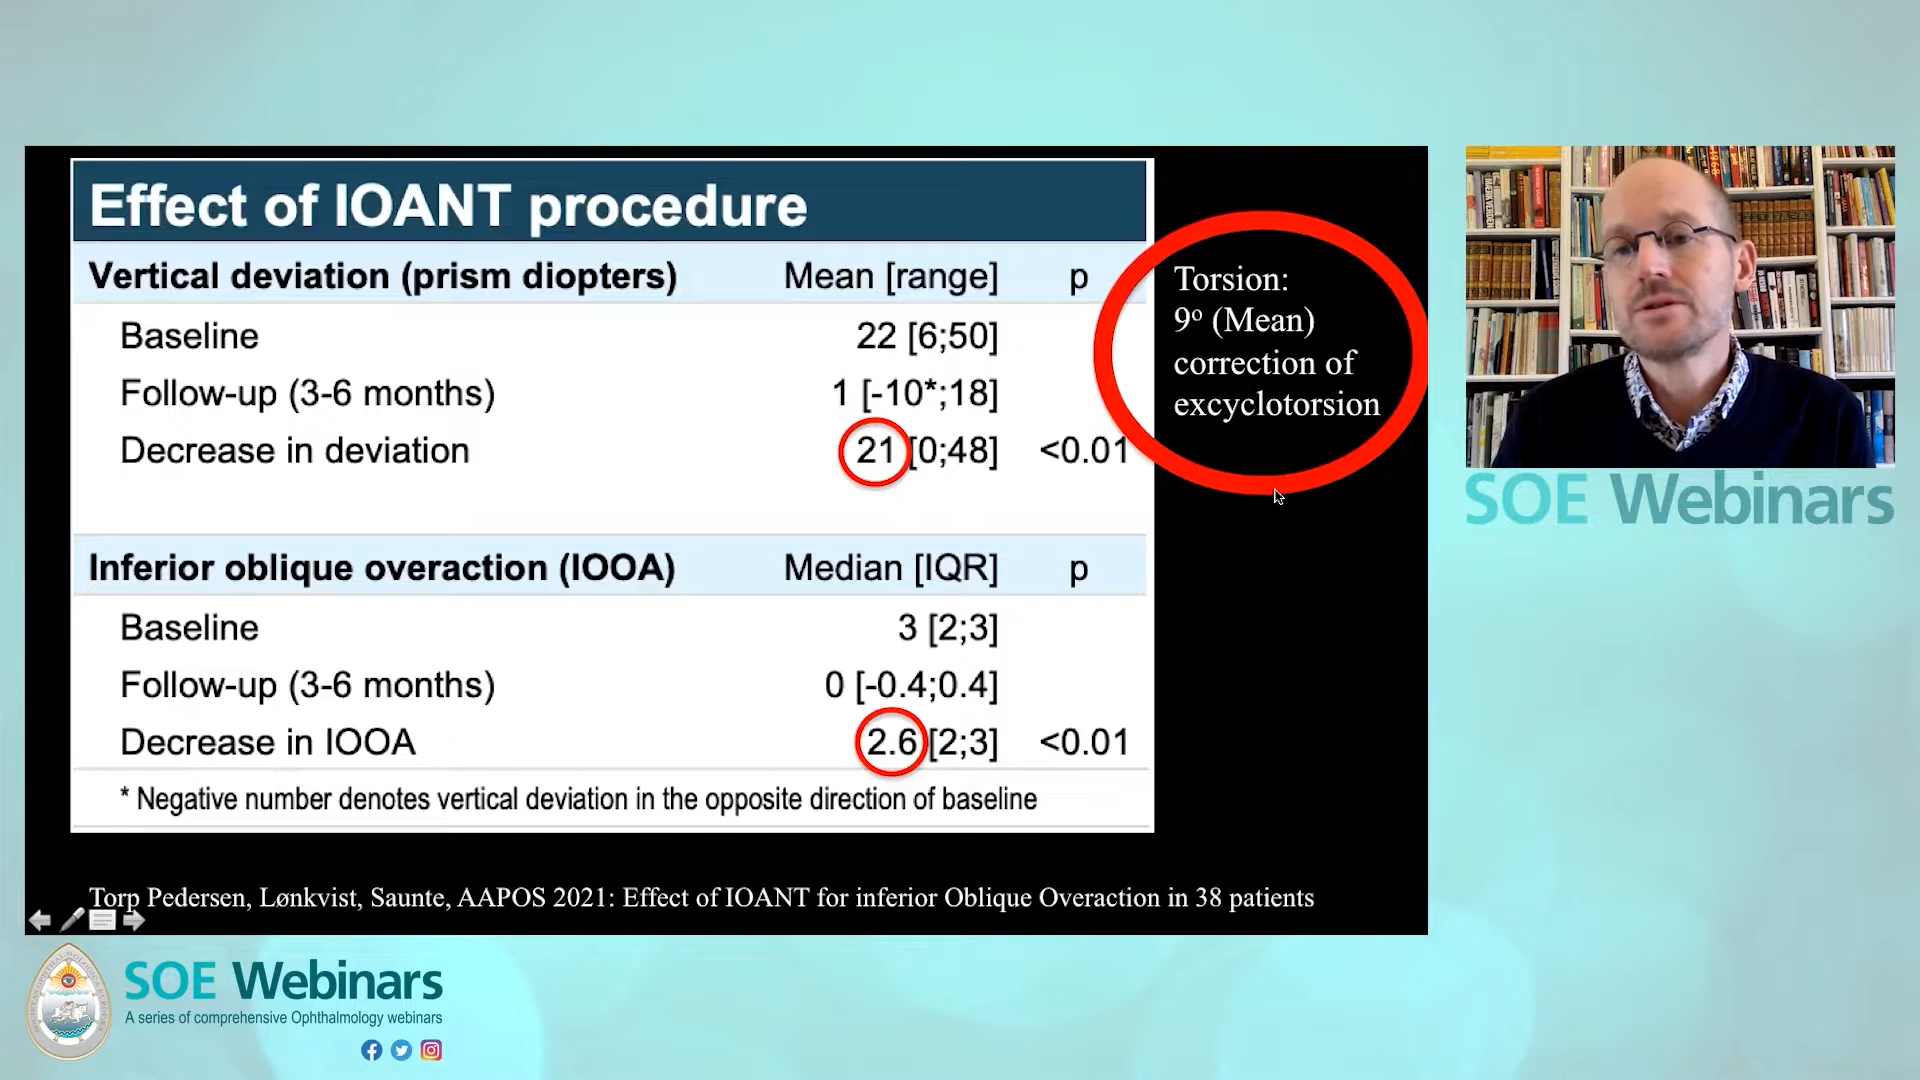 Effect of IOANT procedure
Vertical deviation (prism diopters) Mean [range] p
Baseline 22 [6;50]
Follow-up (3-6 months) 1 [-10*;18]
Decrease in deviation 21 [0;48] <0.01
Inferior oblique overaction (IOOA) Median [IQR] p
Baseline 3 [2;3]
Follow-up (3-6 months) 0 [-0.4;0.4]
Decrease in IOOA 2.6 [2;3] <0.01
* Negative number denotes vertical deviation in the opposite direction of baseline
Torsion:
9º (Mean)
correction of
excyclotorsion
Torp Pedersen, Lønkvist, Saunte, AAPOS 2021: Effect of IOANT for inferior Oblique Overaction in 38 patients
SOE Webinars
SOE Webinars
A series of comprehensive Ophthalmology webinars